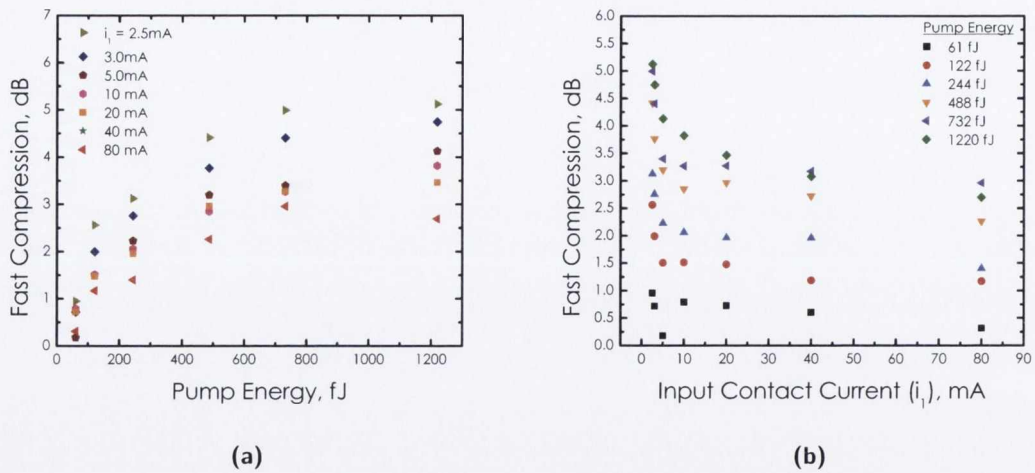 7
6
5
4
3
2
1
0
Fast Compression, dB
i₁ = 2.5mA
3.0mA
5.0mA
10 mA
20 mA
40 mA
80 mA
0 200 400 600 800 1000 1200
Pump Energy, fJ
(a)
6.0
5.5
5.0
4.5
4.0
3.5
3.0
2.5
2.0
1.5
1.0
0.5
0.0
Fast Compression, dB
Pump Energy
61 fJ
122 fJ
244 fJ
488 fJ
732 fJ
1220 fJ
0 10 20 30 40 50 60 70 80 90
Input Contact Current (i₁), mA
(b)